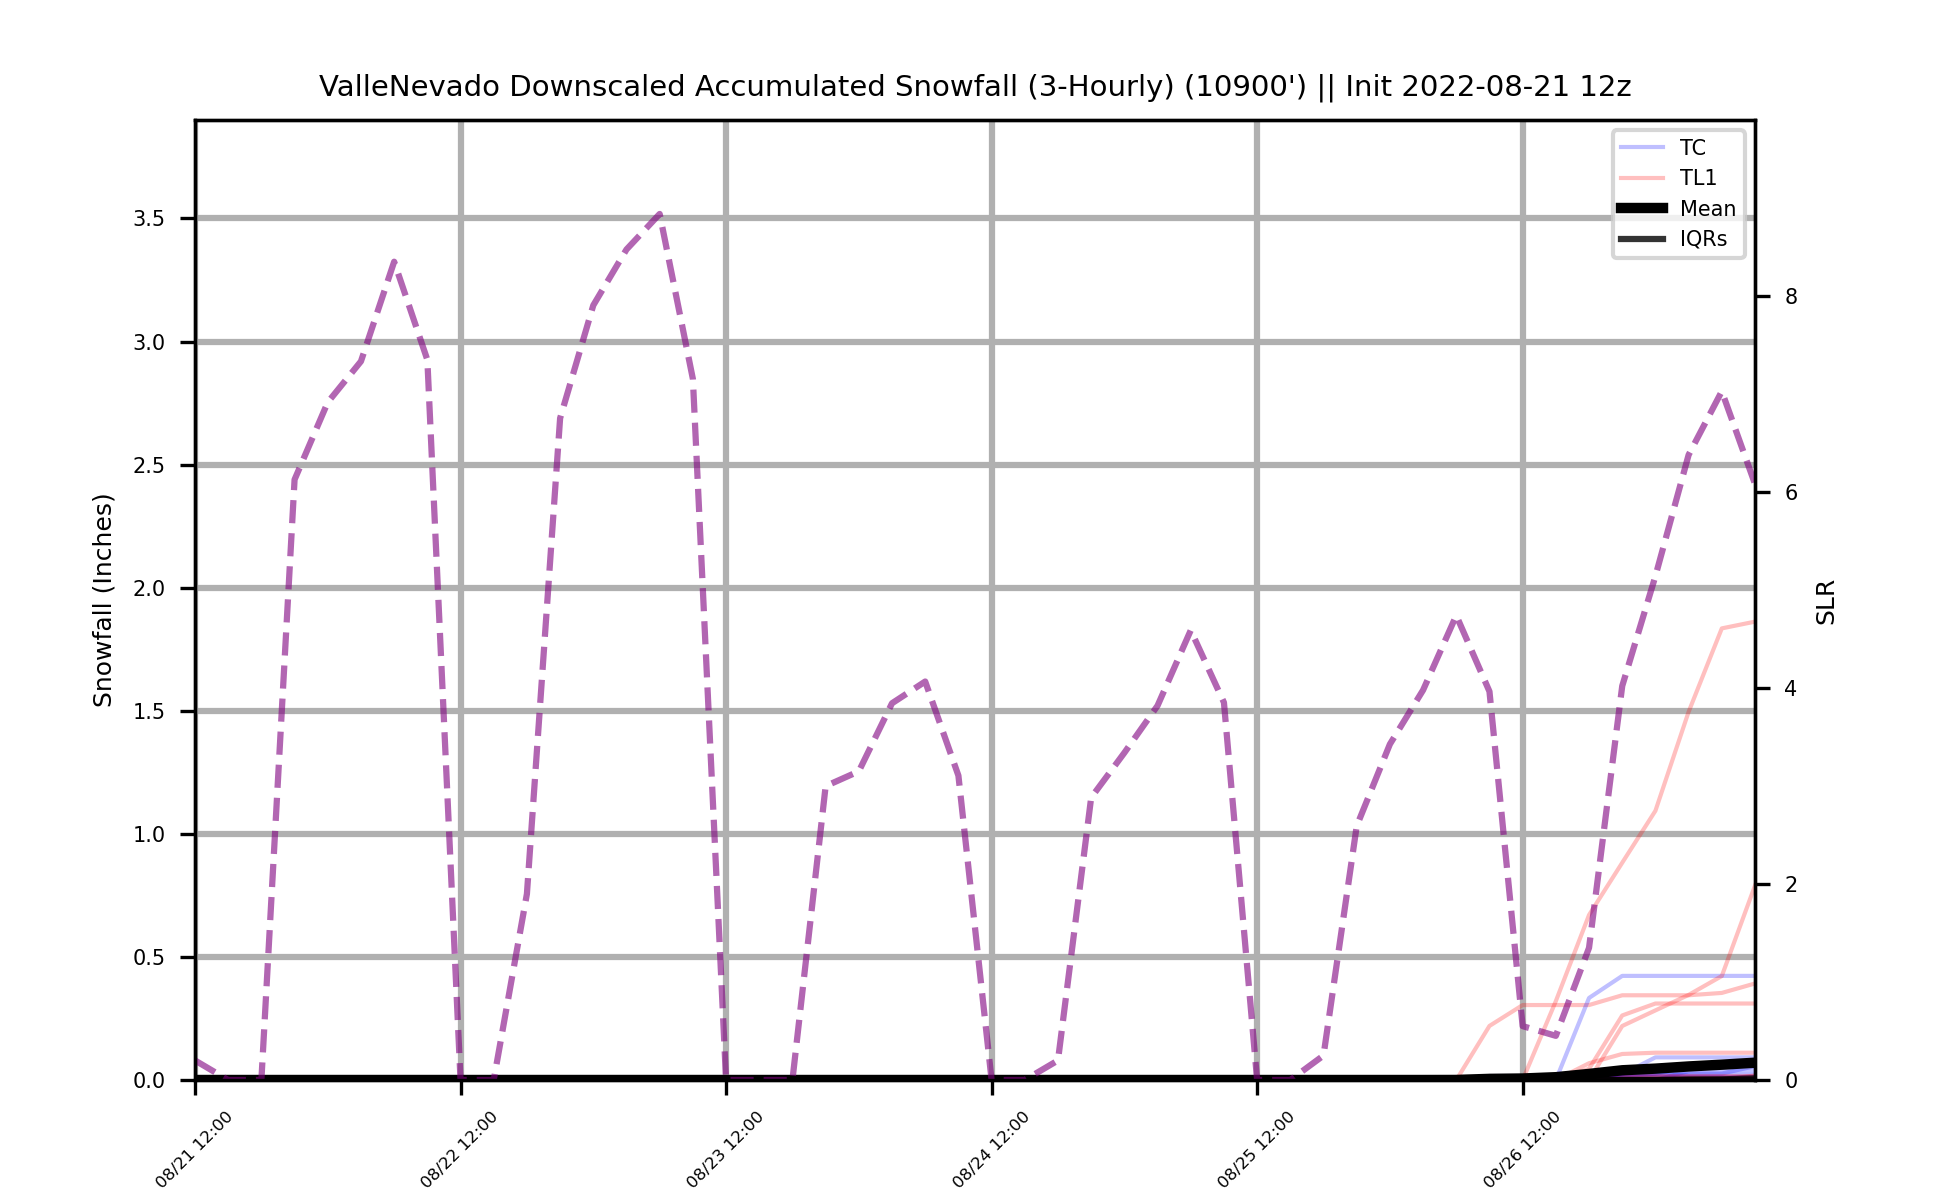 ValleNevado Downscaled Accumulated Snowfall (3-Hourly) (10900') || Init 2022-08-21 12z
TC
TL1
Mean
IQRs
Snowfall (Inches)
3.5
3.0
2.5
2.0
1.5
1.0
0.5
0.0
SLR
8
6
4
2
0
08/21 12:00
08/22 12:00
08/23 12:00
08/24 12:00
08/25 12:00
08/26 12:00